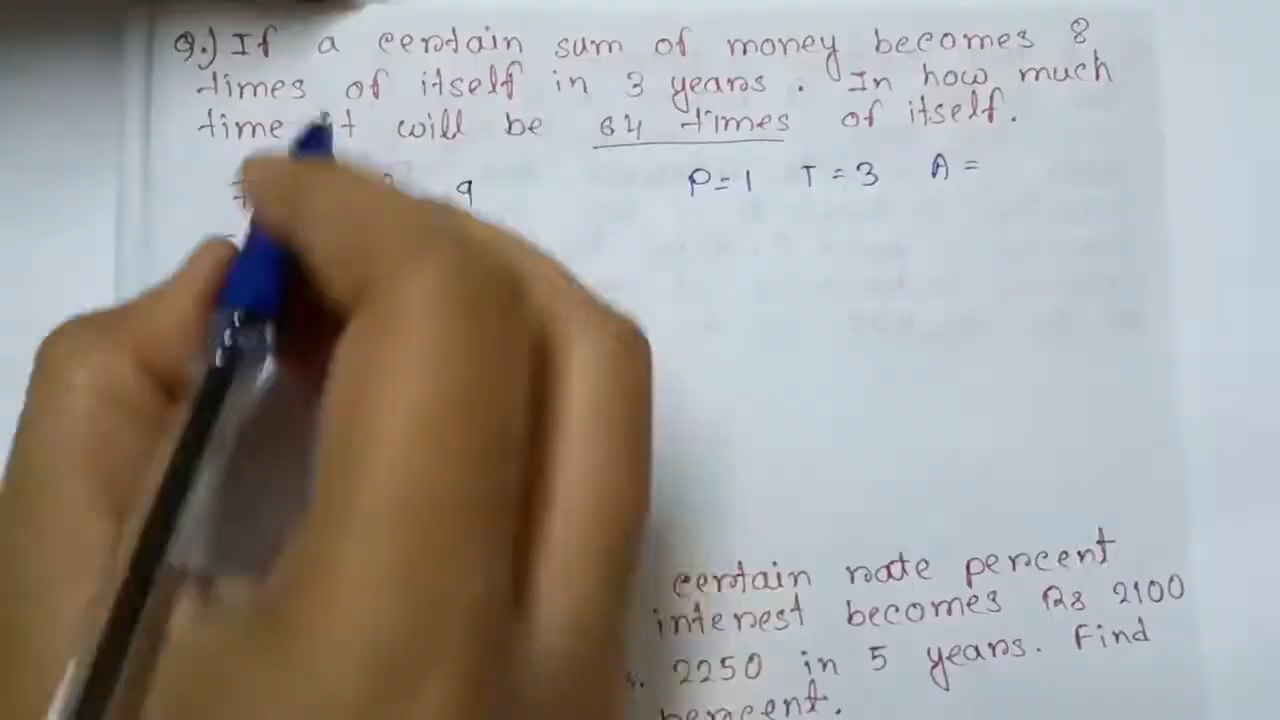 Q.) If a certain sum of money becomes 8
times of itself in 3 years. In how much
time it will be 64 times of itself.
9 P=1 T=3 A=
certain rate percent
interest becomes Rs 2100
2250 in 5 years. Find
percent.